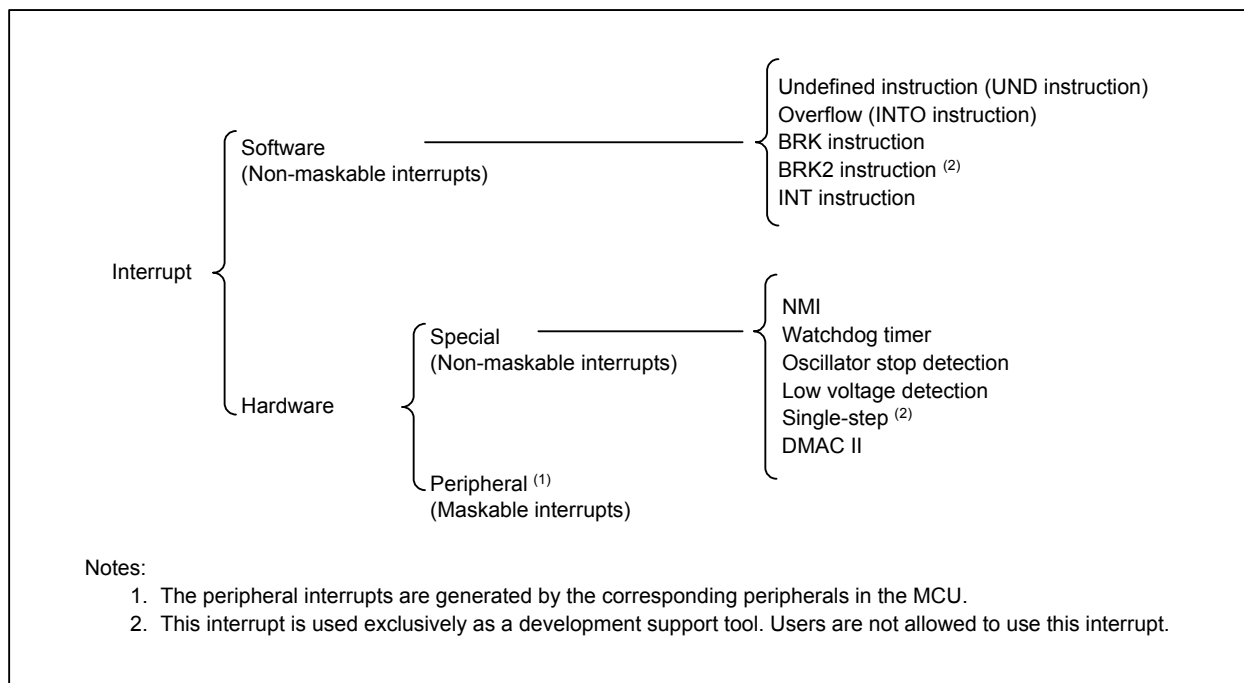 Interrupt
Software
(Non-maskable interrupts)
Undefined instruction (UND instruction)
Overflow (INTO instruction)
BRK instruction
BRK2 instruction (2)
INT instruction
Hardware
Special
(Non-maskable interrupts)
NMI
Watchdog timer
Oscillator stop detection
Low voltage detection
Single-step (2)
DMAC II
Peripheral (1)
(Maskable interrupts)
Notes:
1. The peripheral interrupts are generated by the corresponding peripherals in the MCU.
2. This interrupt is used exclusively as a development support tool. Users are not allowed to use this interrupt.